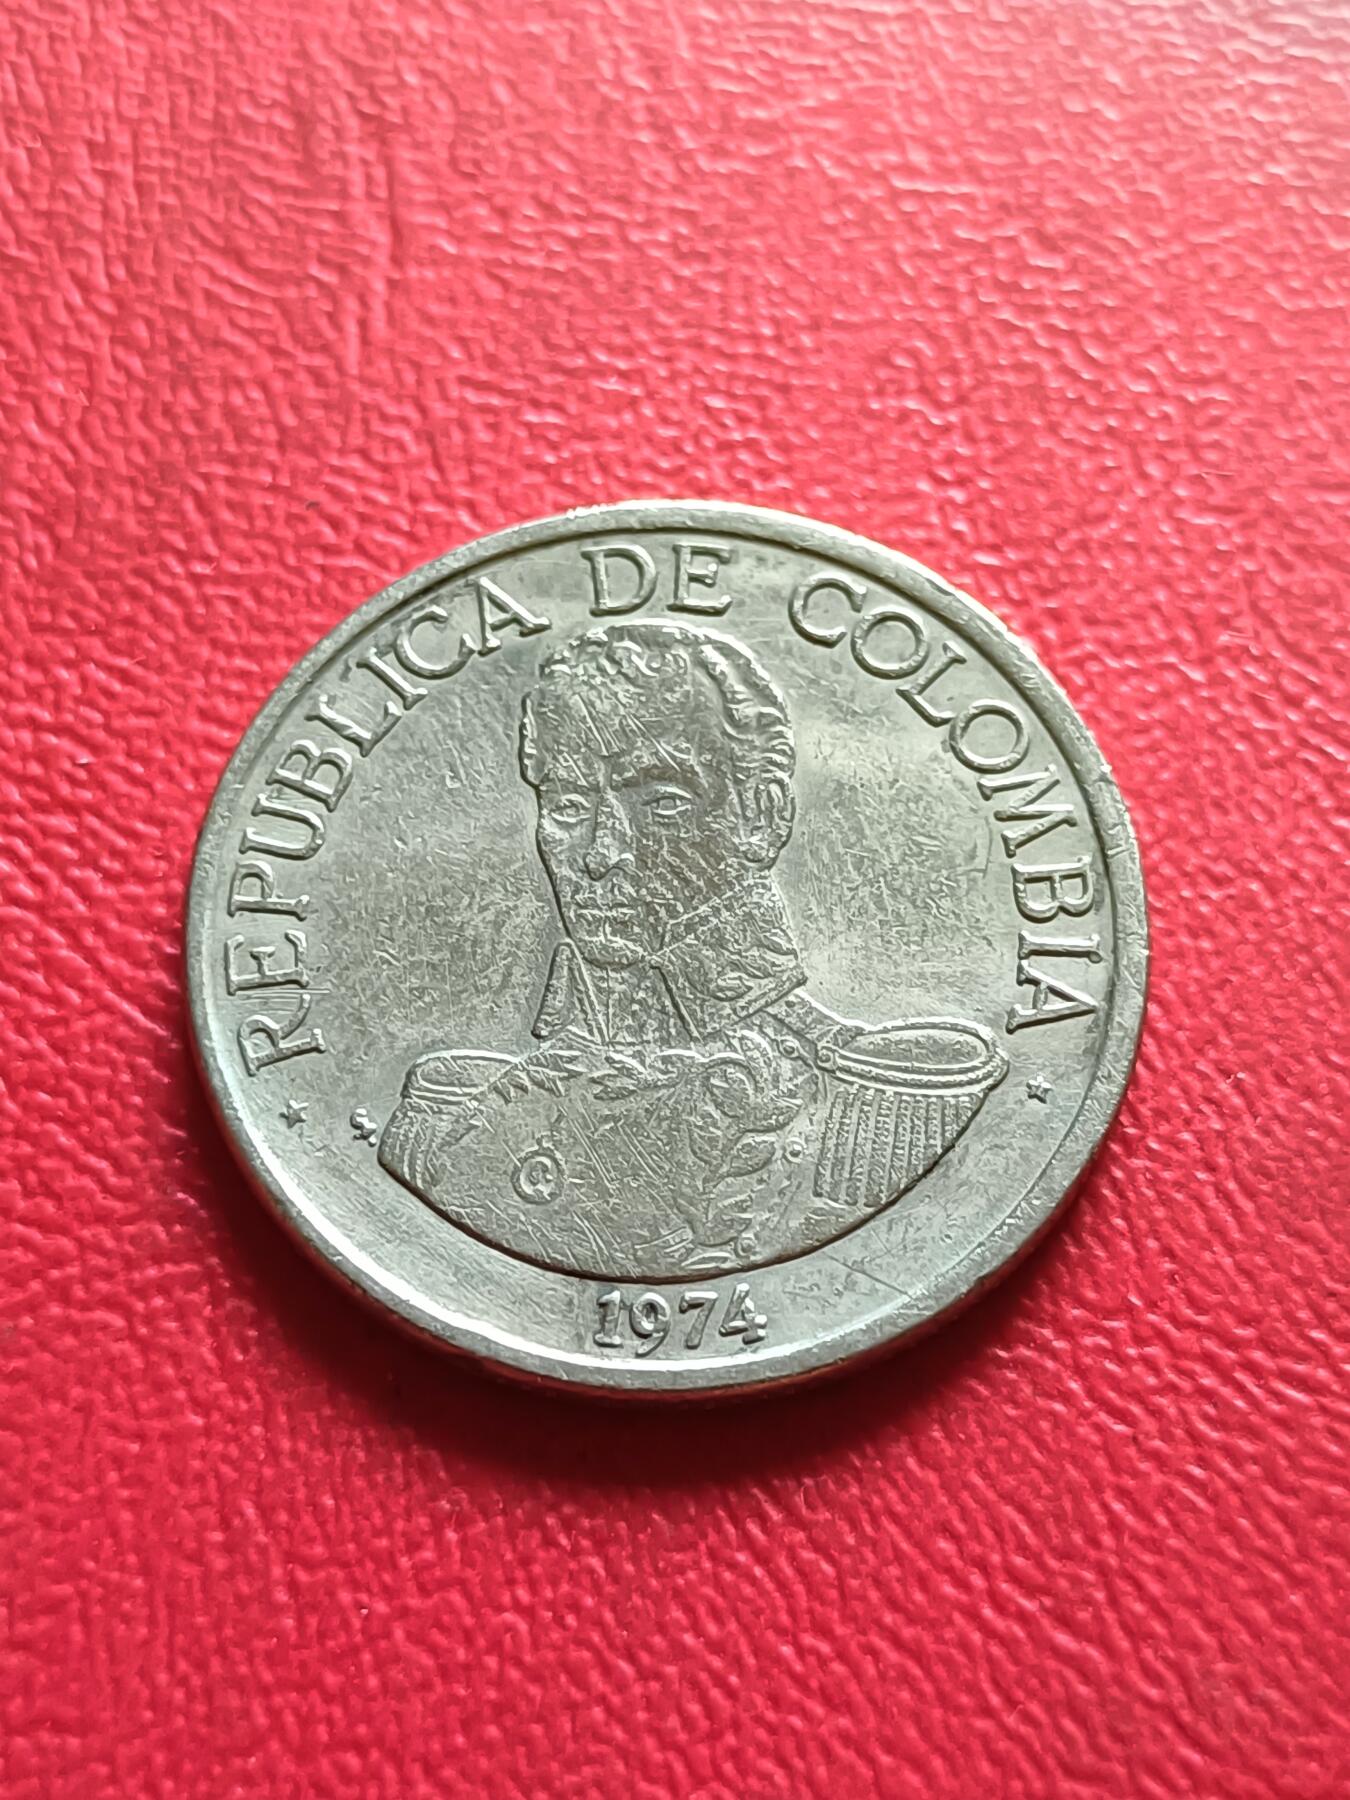 REPUBLICA DE COLOMBIA
1974